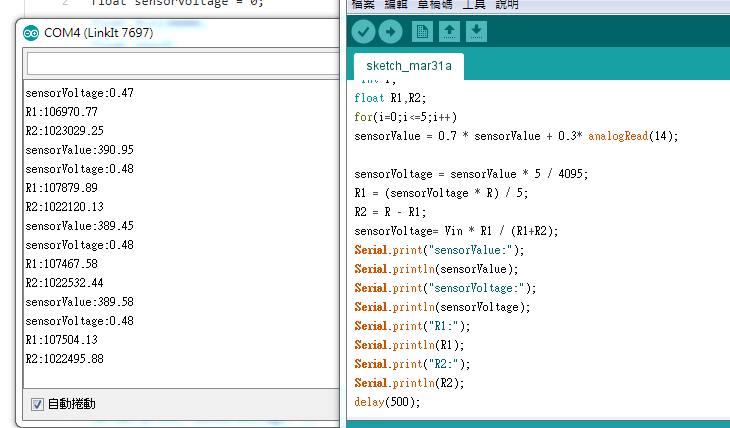 2 float sensorVoltage = 0;
COM4 (LinkIt 7697)
sensorVoltage:0.47
R1:106970.77
R2:1023029.25
sensorValue:390.95
sensorVoltage:0.48
R1:107879.89
R2:1022120.13
sensorValue:389.45
sensorVoltage:0.48
R1:107467.58
R2:1022532.44
sensorValue:389.58
sensorVoltage:0.48
R1:107504.13
R2:1022495.88
自動捲動
檔案 編輯 草稿碼 工具 說明
sketch_mar31a
float R1,R2;
for(i=0;i<=5;i++)
sensorValue = 0.7 * sensorValue + 0.3* analogRead(14);
sensorVoltage = sensorValue * 5 / 4095;
R1 = (sensorVoltage * R) / 5;
R2 = R - R1;
sensorVoltage= Vin * R1 / (R1+R2);
Serial.print("sensorValue:");
Serial.println(sensorValue);
Serial.print("sensorVoltage:");
Serial.println(sensorVoltage);
Serial.print("R1:");
Serial.println(R1);
Serial.print("R2:");
Serial.println(R2);
delay(500);